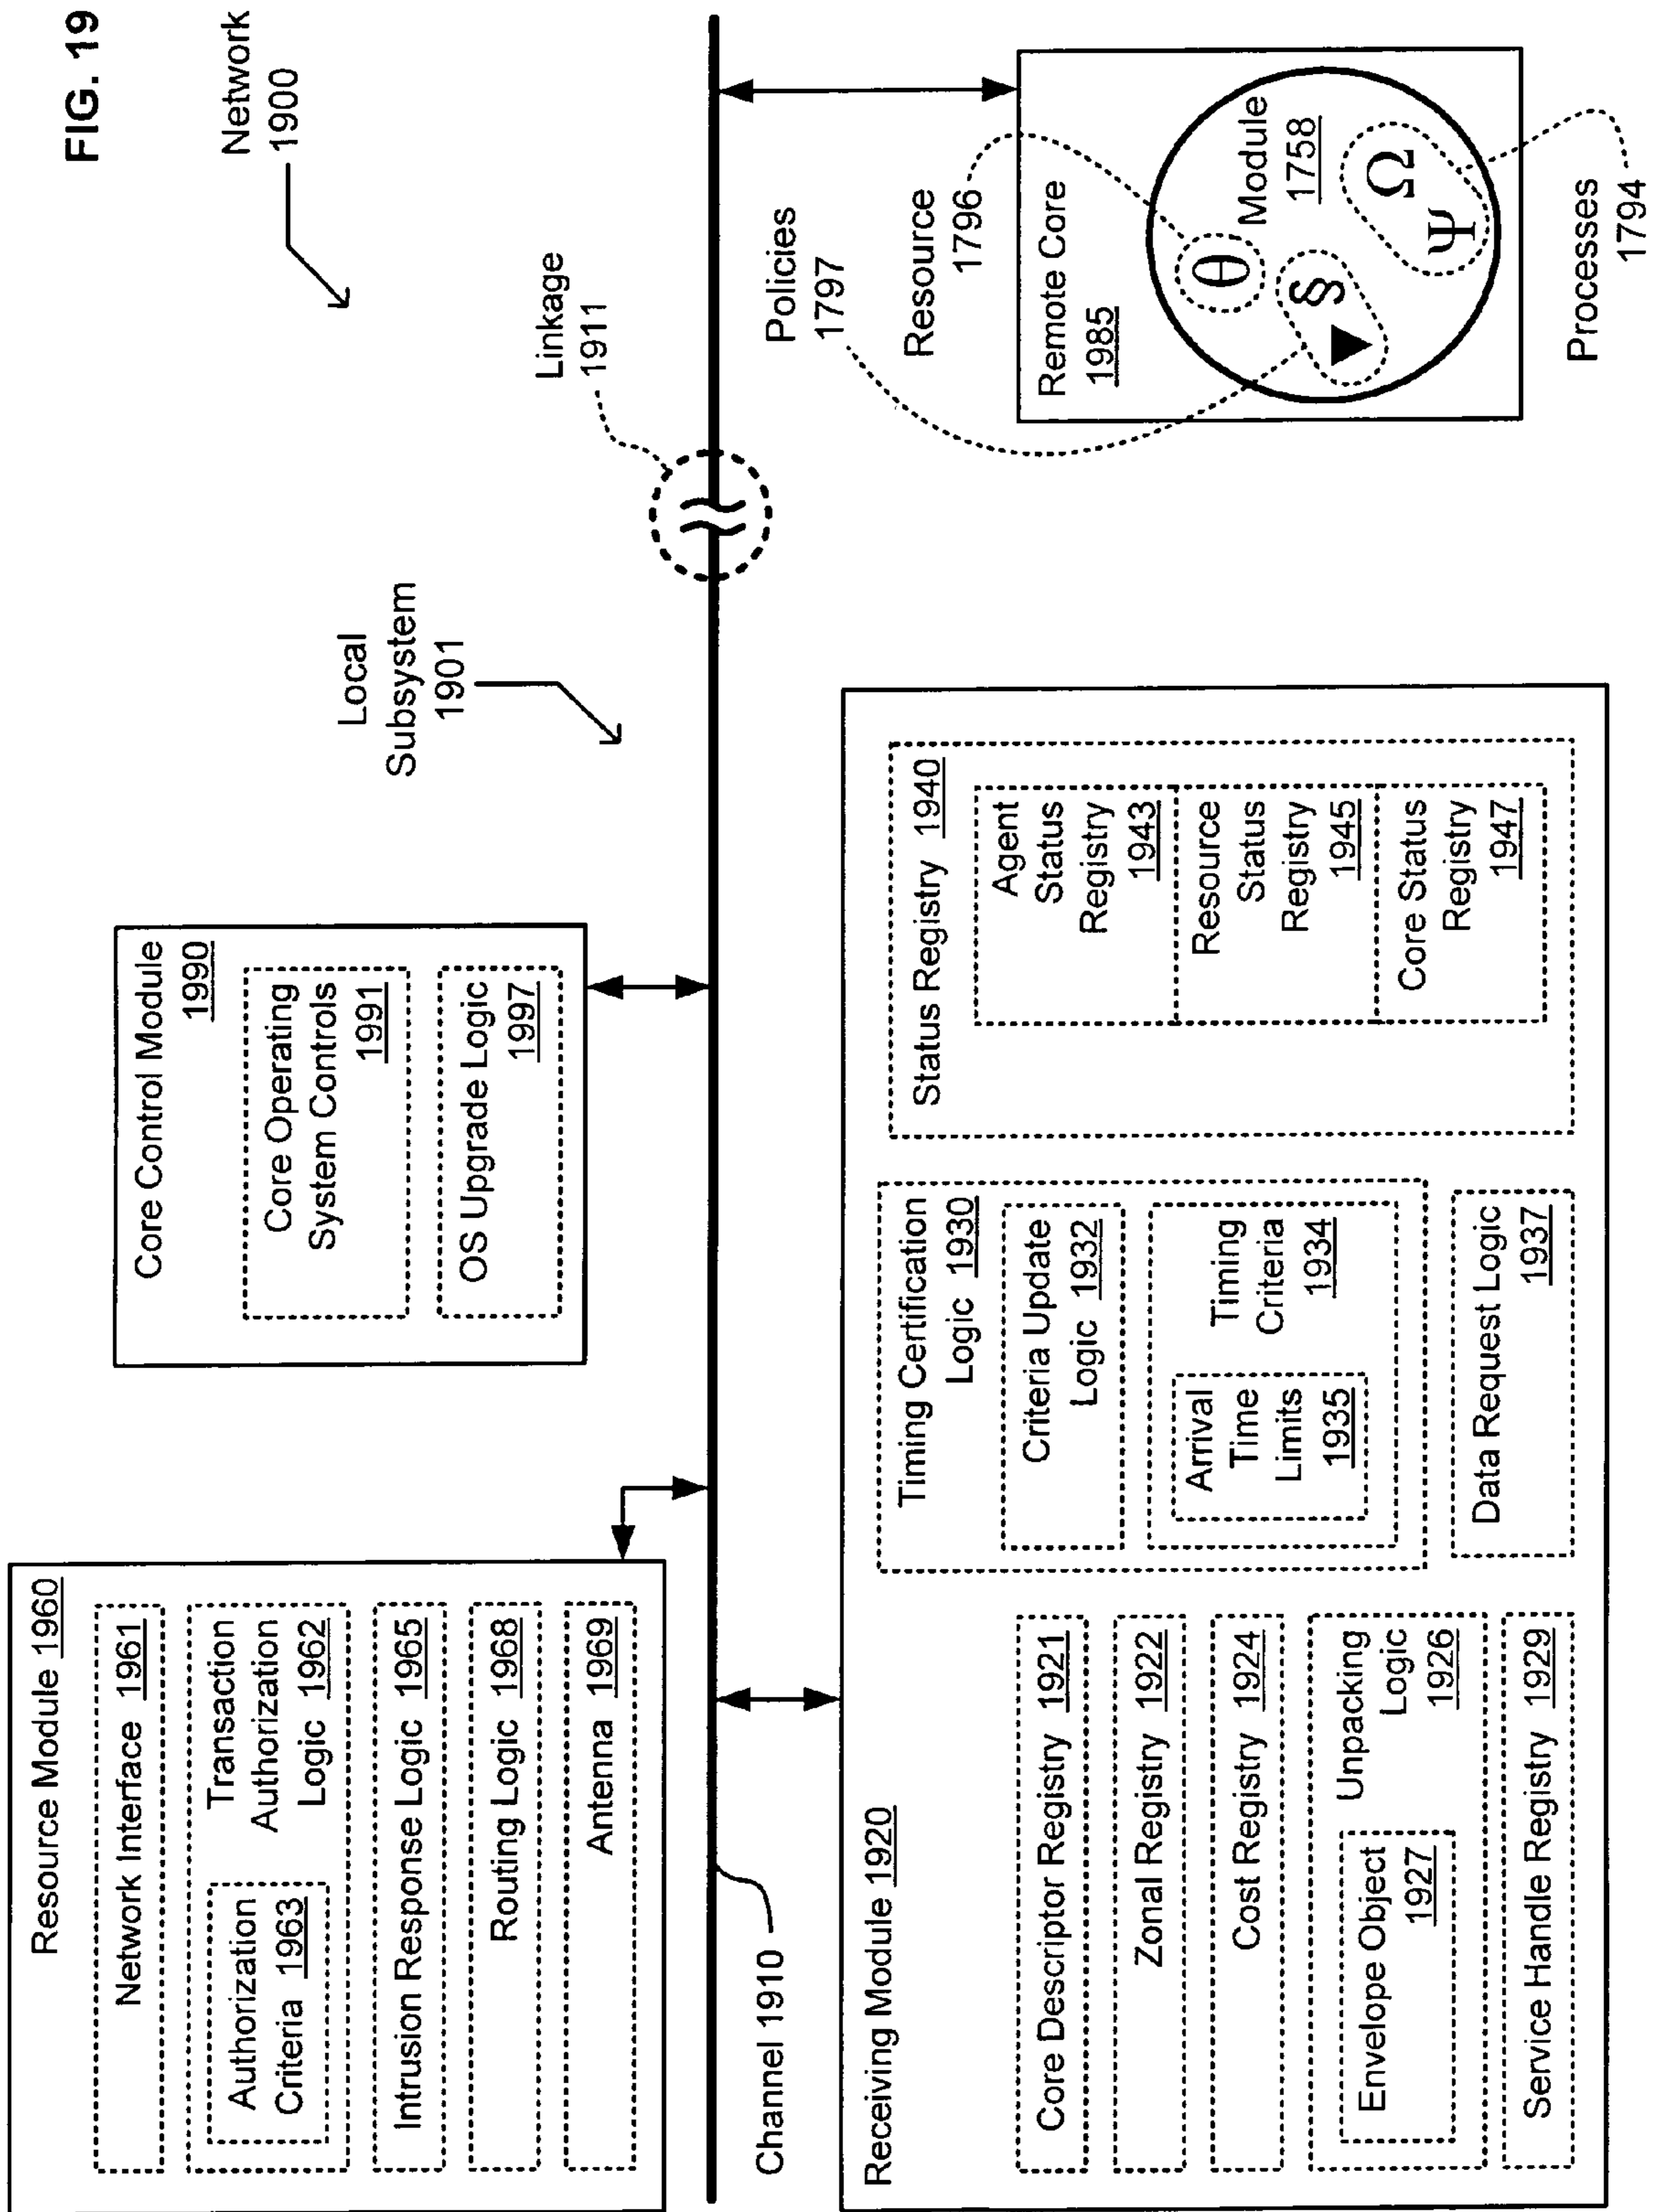 FIG. 19
Network
1900
Local
Subsystem
1901
Linkage
1911
Resource Module 1960
Network Interface 1961
Transaction
Authorization
Logic 1962
Authorization
Criteria 1963
Intrusion Response Logic 1965
Routing Logic 1968
Antenna 1969
Core Control Module
1990
Core Operating
System Controls
1991
OS Upgrade Logic
1997
Channel 1910
Receiving Module 1920
Core Descriptor Registry 1921
Zonal Registry 1922
Cost Registry 1924
Unpacking
Logic
1926
Envelope Object
1927
Service Handle Registry 1929
Timing Certification
Logic 1930
Criteria Update
Logic 1932
Timing
Criteria
1934
Arrival
Time
Limits
1935
Data Request Logic
1937
Status Registry 1940
Agent
Status
Registry
1943
Resource
Status
Registry
1945
Core Status
Registry
1947
Policies
1797
Resource
1796
Remote Core
1985
Module
1758
θ
§
Ω
Ψ
Processes
1794